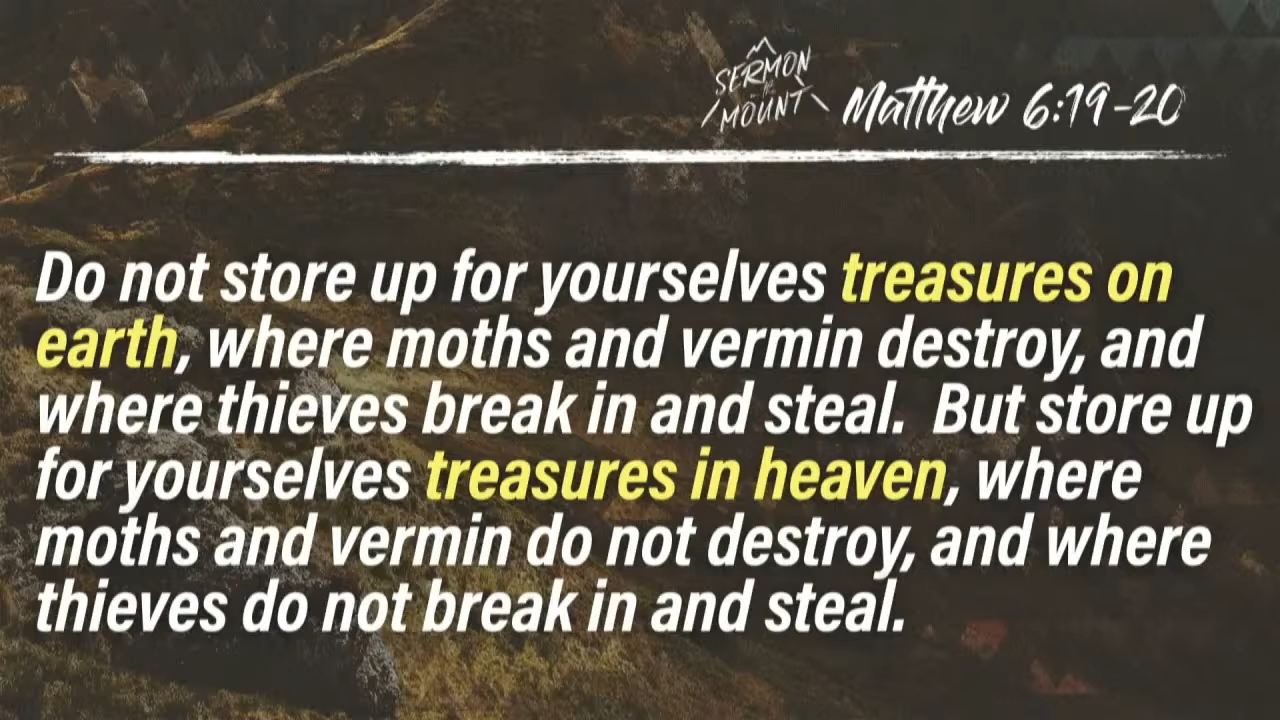 SERMON
on the
MOUNT
Matthew 6:19-20
Do not store up for yourselves treasures on
earth, where moths and vermin destroy, and
where thieves break in and steal.  But store up
for yourselves treasures in heaven, where
moths and vermin do not destroy, and where
thieves do not break in and steal.